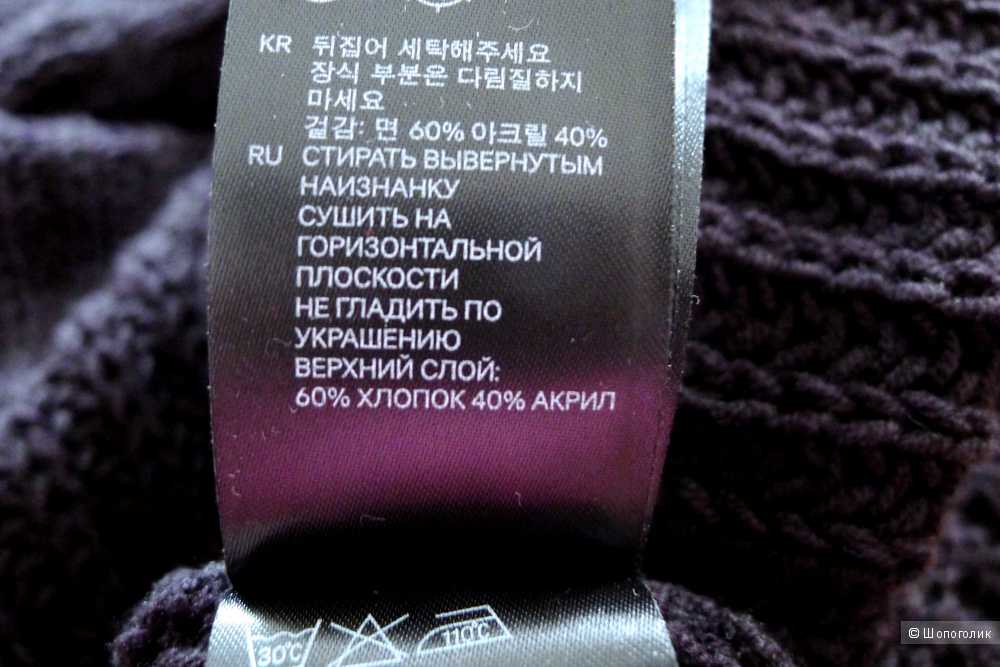 KR 뒤집어 세탁해주세요
장식 부분은 다림질하지
마세요
겉감: 면 60% 아크릴 40%
RU СТИРАТЬ ВЫВЕРНУТЫМ
НАИЗНАНКУ
СУШИТЬ НА
ГОРИЗОНТАЛЬНОЙ
ПЛОСКОСТИ
НЕ ГЛАДИТЬ ПО
УКРАШЕНИЮ
ВЕРХНИЙ СЛОЙ:
60% ХЛОПОК 40% АКРИЛ
30°C 110°C
© Шопоголик